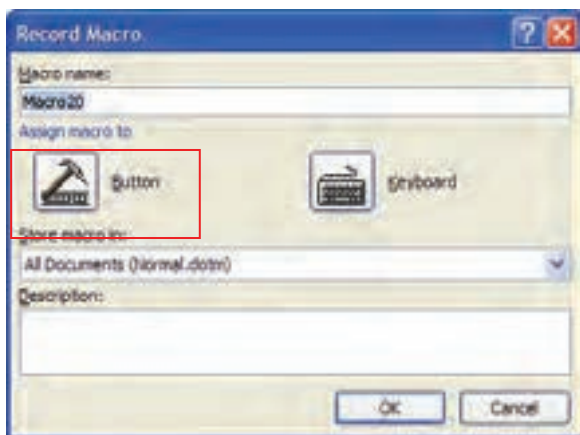 Record Macro
Macro name:
Macro20
Assign macro to
Button
Keyboard
Store macro in:
All Documents (Normal.dotm)
Description:
OK
Cancel